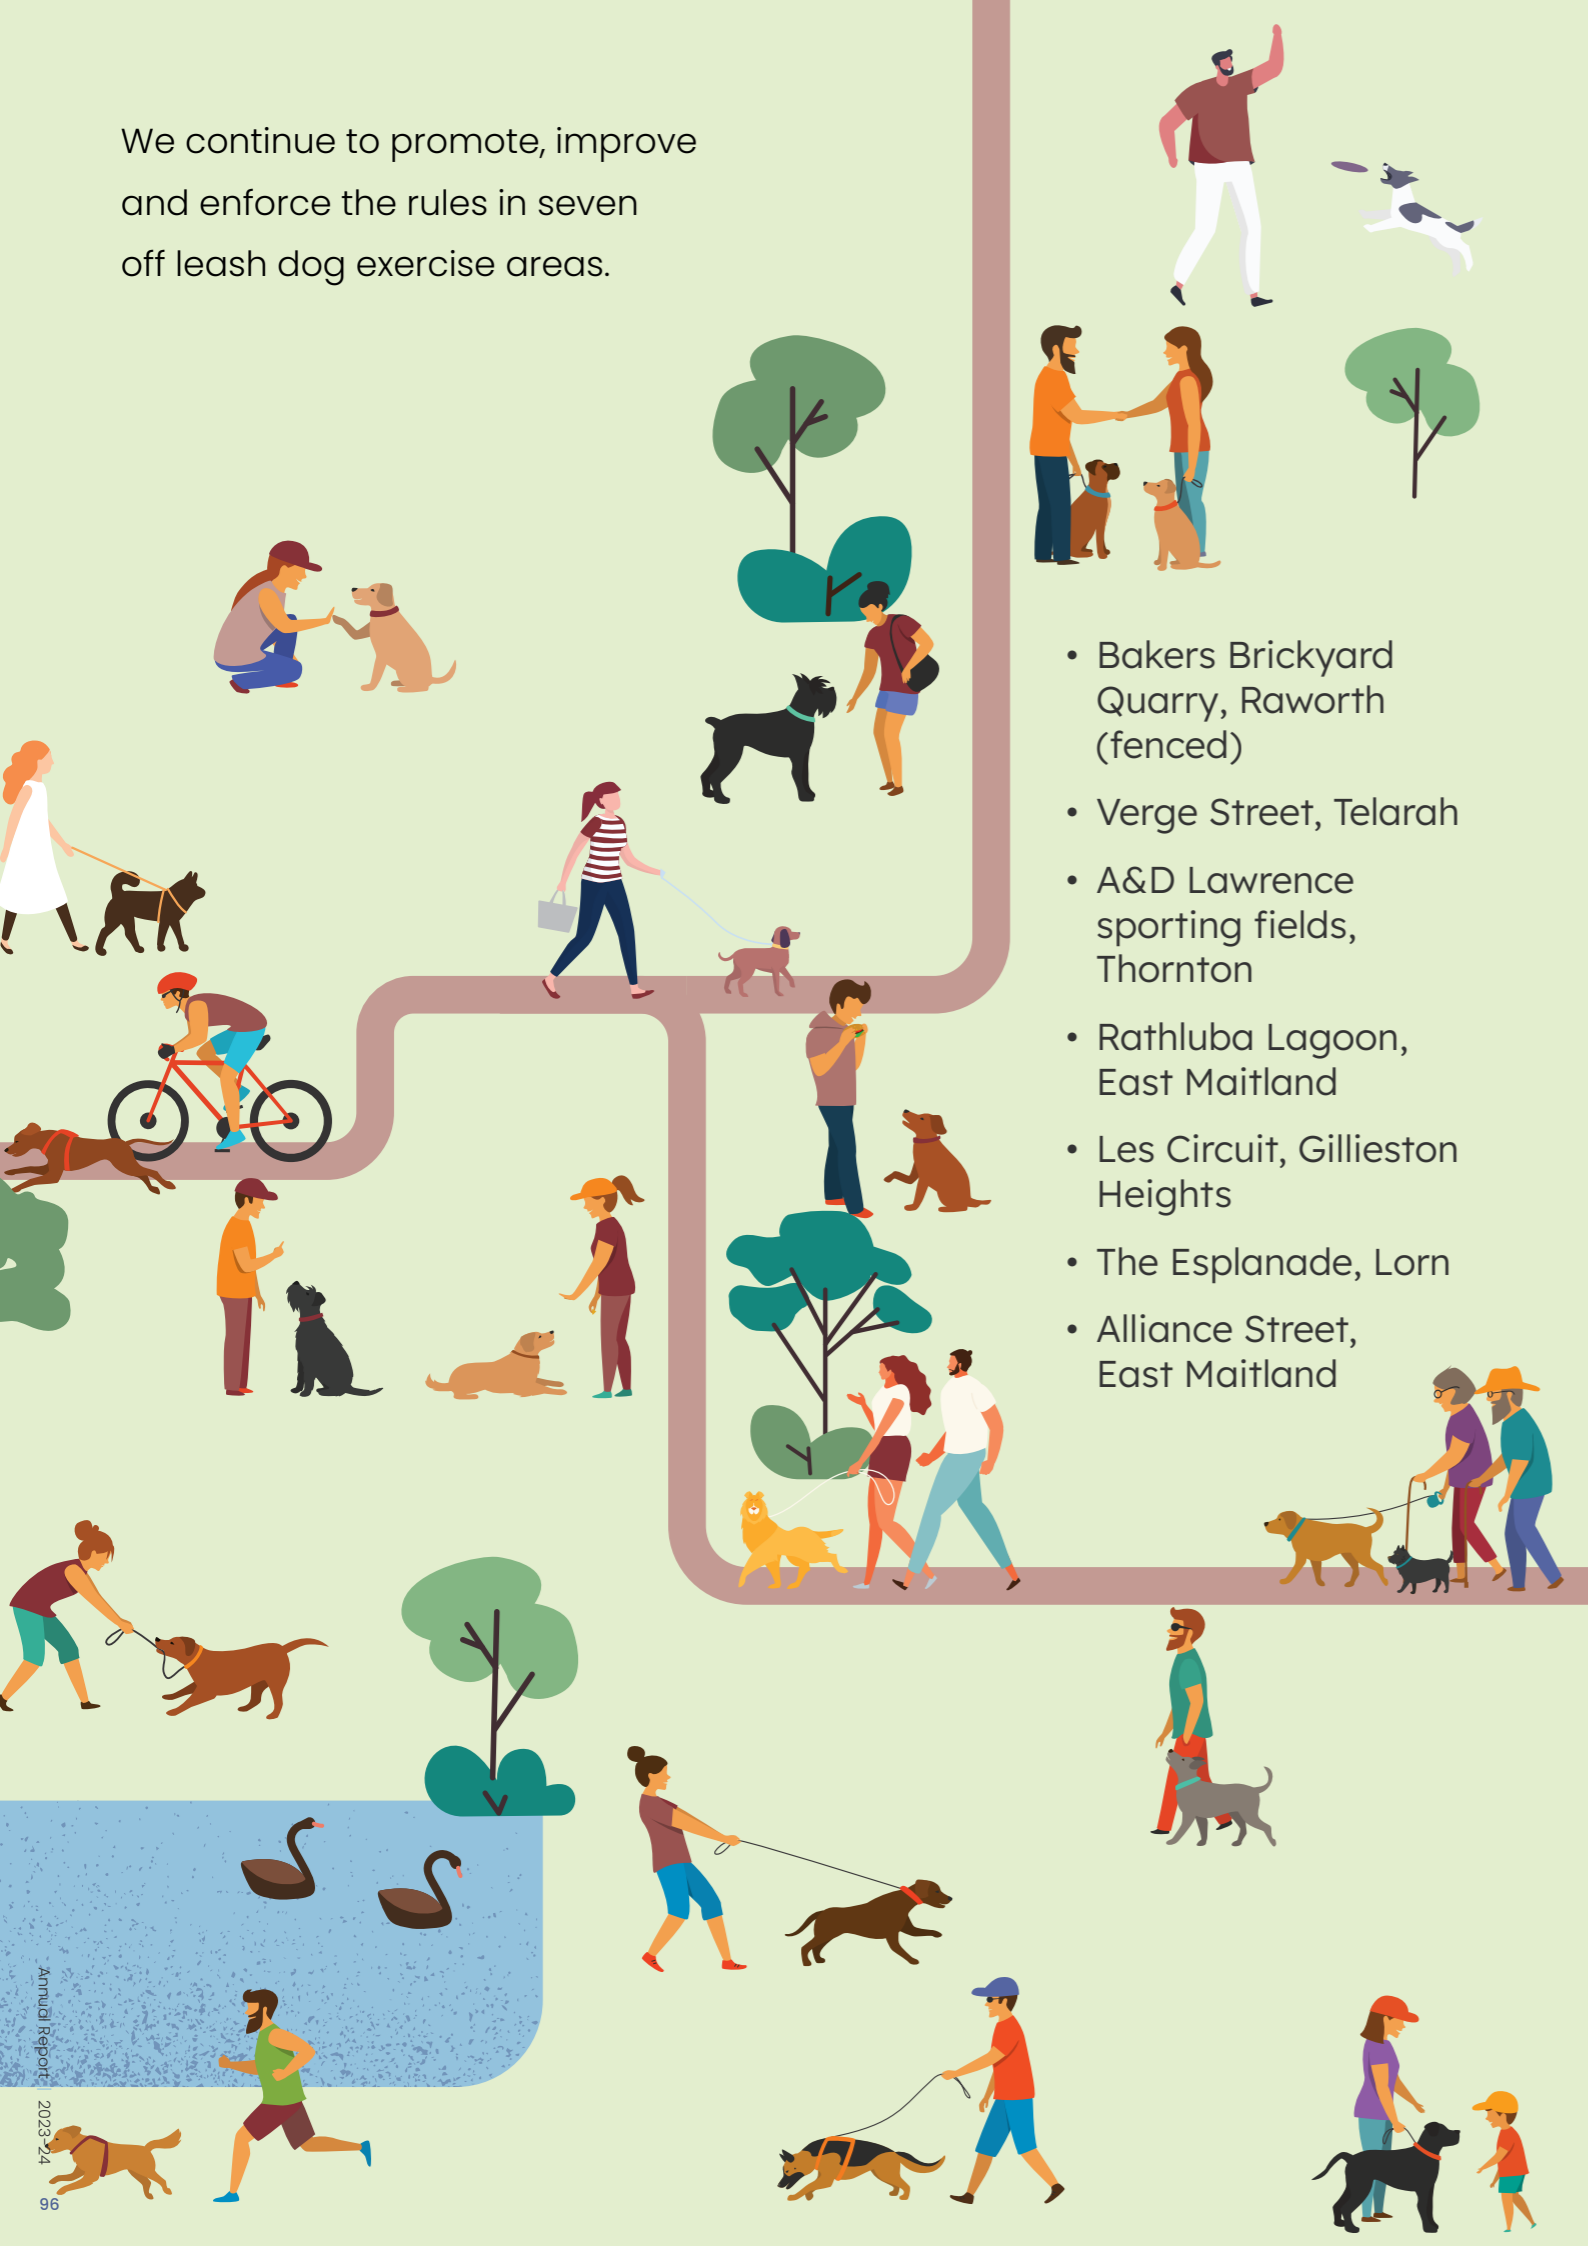 We continue to promote, improve
and enforce the rules in seven
off leash dog exercise areas.
• Bakers Brickyard
Quarry, Raworth
(fenced)
• Verge Street, Telarah
• A&D Lawrence
sporting fields,
Thornton
• Rathluba Lagoon,
East Maitland
• Les Circuit, Gillieston
Heights
• The Esplanade, Lorn
• Alliance Street,
East Maitland
Annual Report | 2023-24
96